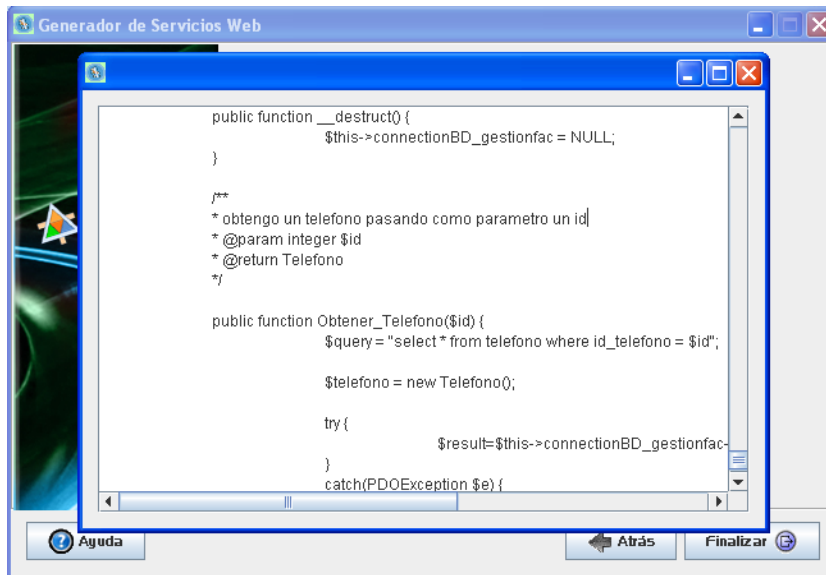 Generador de Servicios Web
public function __destruct() {
$this->connectionBD_gestionfac = NULL;
}
/**
* obtengo un telefono pasando como parametro un id
* @param integer $id
* @return Telefono
*/
public function Obtener_Telefono($id) {
$query = "select * from telefono where id_telefono = $id";
$telefono = new Telefono();
try {
$result=$this->connectionBD_gestionfac-
}
catch(PDOException $e) {
Ayuda
Atrás
Finalizar